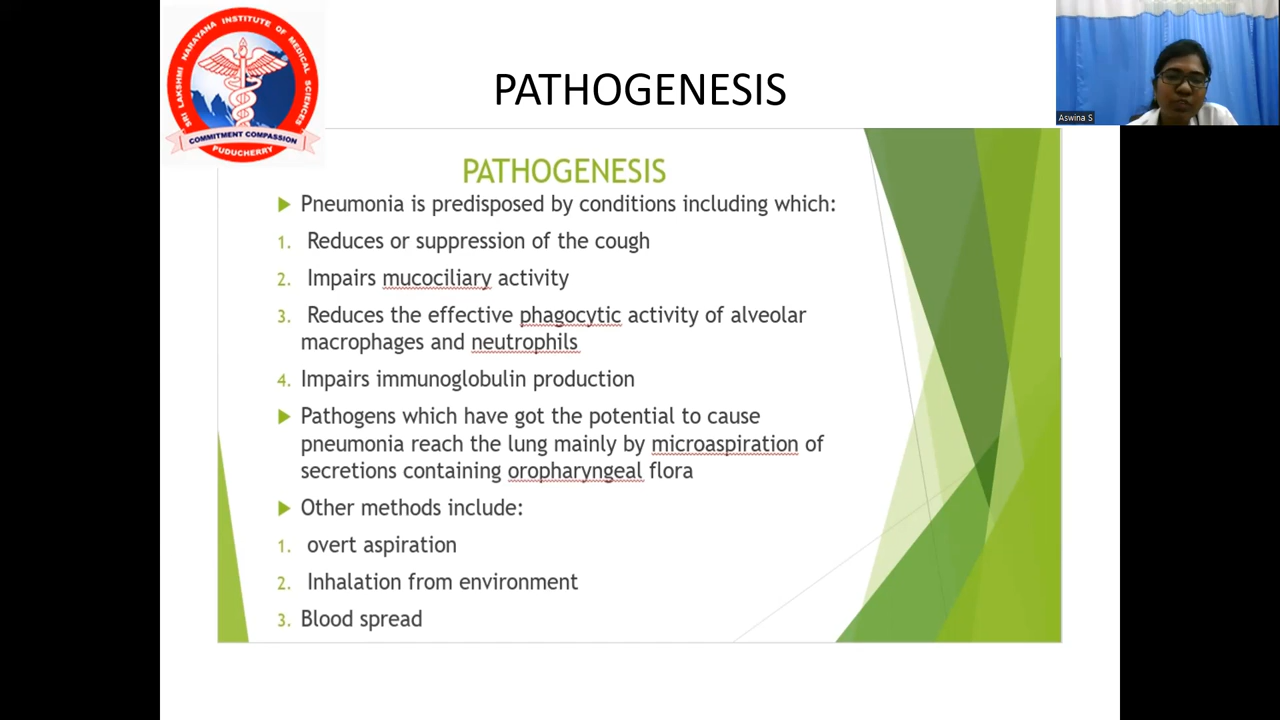 SRI LAKSHMI NARAYANA INSTITUTE OF MEDICAL SCIENCES
COMMITMENT COMPASSION
PUDUCHERRY
PATHOGENESIS
Aswina S
PATHOGENESIS
Pneumonia is predisposed by conditions including which:
1. Reduces or suppression of the cough
2. Impairs mucociliary activity
3. Reduces the effective phagocytic activity of alveolar
macrophages and neutrophils
4. Impairs immunoglobulin production
Pathogens which have got the potential to cause
pneumonia reach the lung mainly by microaspiration of
secretions containing oropharyngeal flora
Other methods include:
1. overt aspiration
2. Inhalation from environment
3. Blood spread